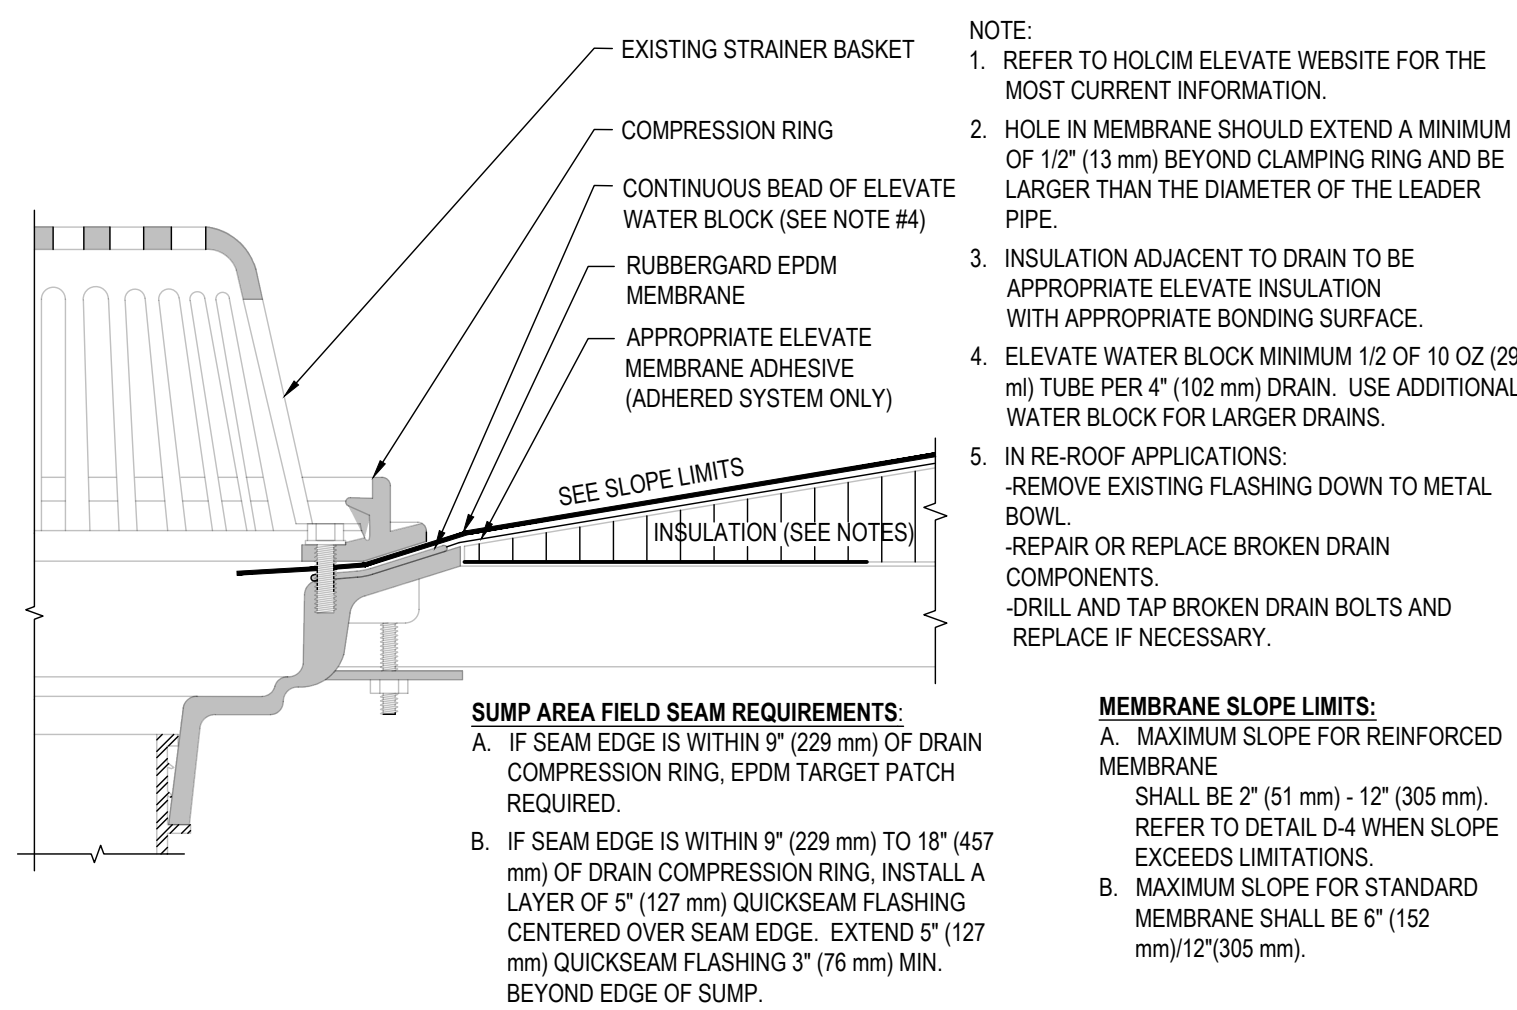 EXISTING STRAINER BASKET
COMPRESSION RING
CONTINUOUS BEAD OF ELEVATE
WATER BLOCK (SEE NOTE #4)
RUBBERGARD EPDM
MEMBRANE
APPROPRIATE ELEVATE
MEMBRANE ADHESIVE
(ADHERED SYSTEM ONLY)
SEE SLOPE LIMITS
INSULATION (SEE NOTES)
NOTE:
1. REFER TO HOLCIM ELEVATE WEBSITE FOR THE
MOST CURRENT INFORMATION.
2. HOLE IN MEMBRANE SHOULD EXTEND A MINIMUM
OF 1/2" (13 mm) BEYOND CLAMPING RING AND BE
LARGER THAN THE DIAMETER OF THE LEADER
PIPE.
3. INSULATION ADJACENT TO DRAIN TO BE
APPROPRIATE ELEVATE INSULATION
WITH APPROPRIATE BONDING SURFACE.
4. ELEVATE WATER BLOCK MINIMUM 1/2 OF 10 OZ (29
ml) TUBE PER 4" (102 mm) DRAIN. USE ADDITIONAL
WATER BLOCK FOR LARGER DRAINS.
5. IN RE-ROOF APPLICATIONS:
-REMOVE EXISTING FLASHING DOWN TO METAL
BOWL.
-REPAIR OR REPLACE BROKEN DRAIN
COMPONENTS.
-DRILL AND TAP BROKEN DRAIN BOLTS AND
REPLACE IF NECESSARY.
SUMP AREA FIELD SEAM REQUIREMENTS:
A. IF SEAM EDGE IS WITHIN 9" (229 mm) OF DRAIN
COMPRESSION RING, EPDM TARGET PATCH
REQUIRED.
B. IF SEAM EDGE IS WITHIN 9" (229 mm) TO 18" (457
mm) OF DRAIN COMPRESSION RING, INSTALL A
LAYER OF 5" (127 mm) QUICKSEAM FLASHING
CENTERED OVER SEAM EDGE. EXTEND 5" (127
mm) QUICKSEAM FLASHING 3" (76 mm) MIN.
BEYOND EDGE OF SUMP.
MEMBRANE SLOPE LIMITS:
A. MAXIMUM SLOPE FOR REINFORCED
MEMBRANE
SHALL BE 2" (51 mm) - 12" (305 mm).
REFER TO DETAIL D-4 WHEN SLOPE
EXCEEDS LIMITATIONS.
B. MAXIMUM SLOPE FOR STANDARD
MEMBRANE SHALL BE 6" (152
mm)/12"(305 mm).